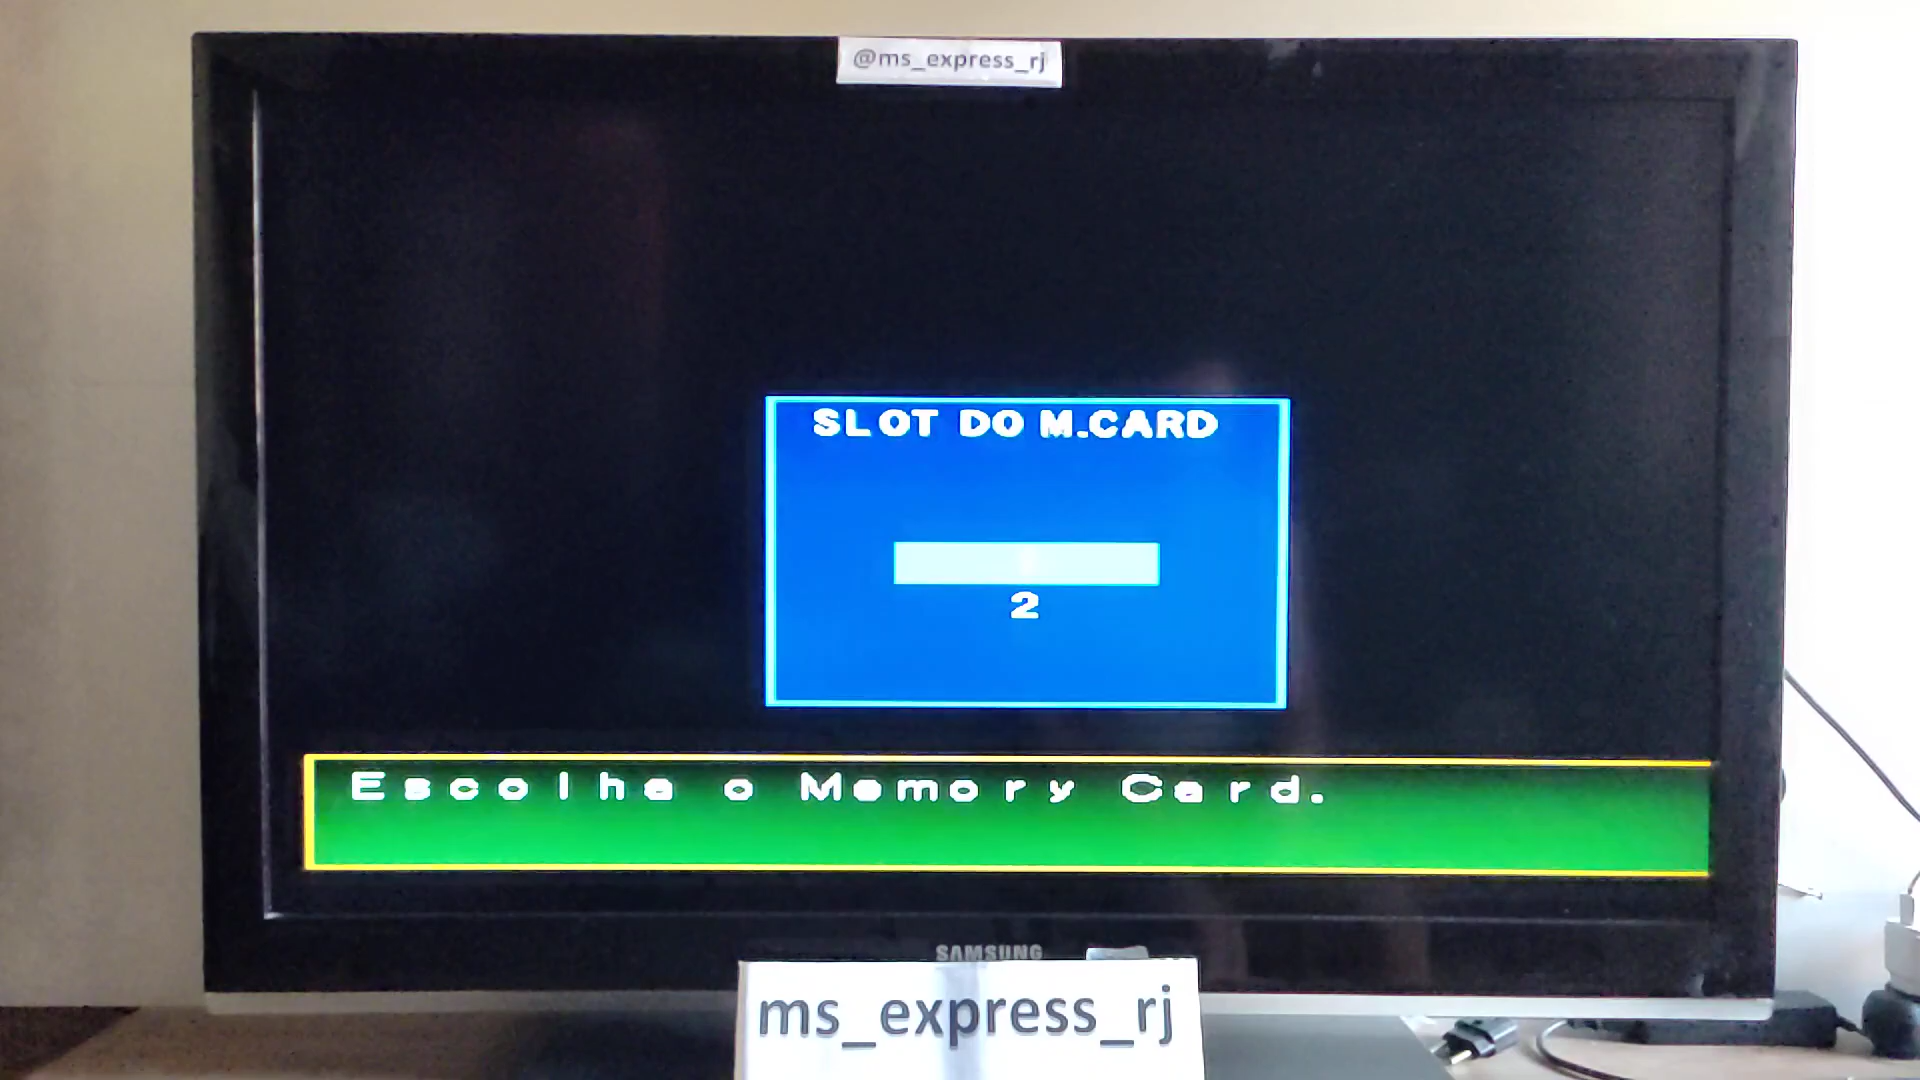 @ms_express_rj
SLOT DO M.CARD
2
Escolha o Memory Card.
SAMSUNG
ms_express_rj